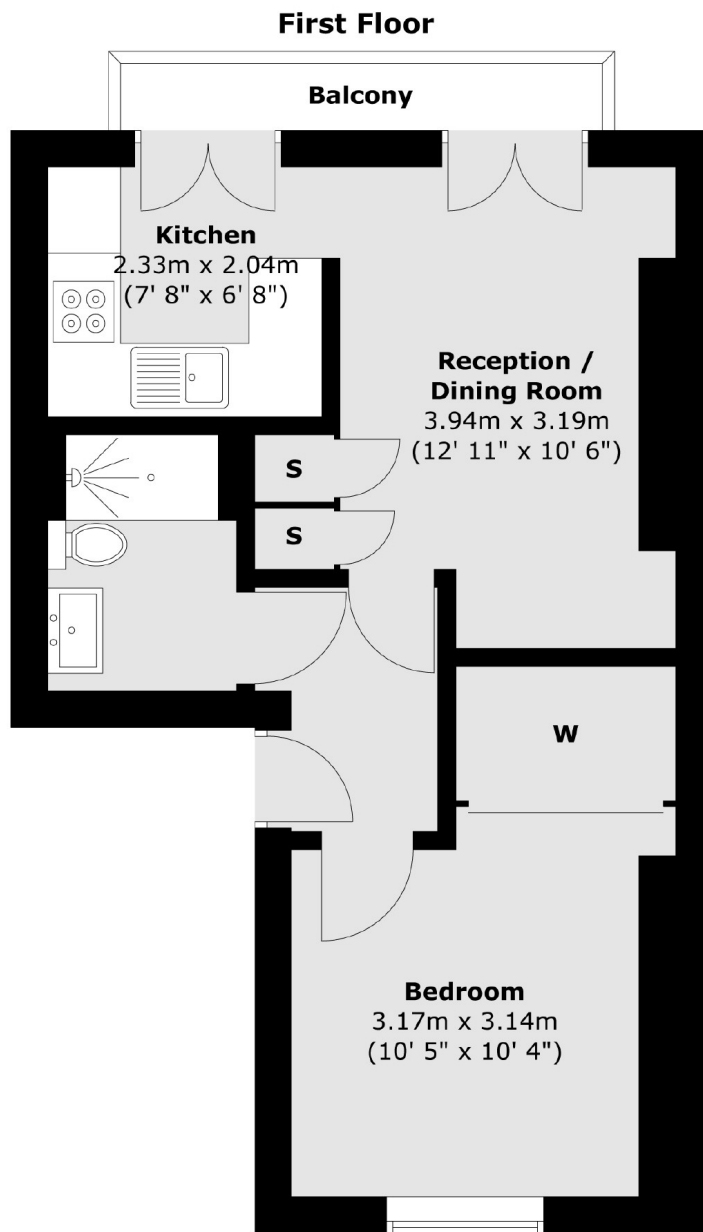 First Floor
Balcony
Kitchen
2.33m x 2.04m
(7' 8" x 6' 8")
Reception /
Dining Room
3.94m x 3.19m
(12' 11" x 10' 6")
S
S
W
Bedroom
3.17m x 3.14m
(10' 5" x 10' 4")